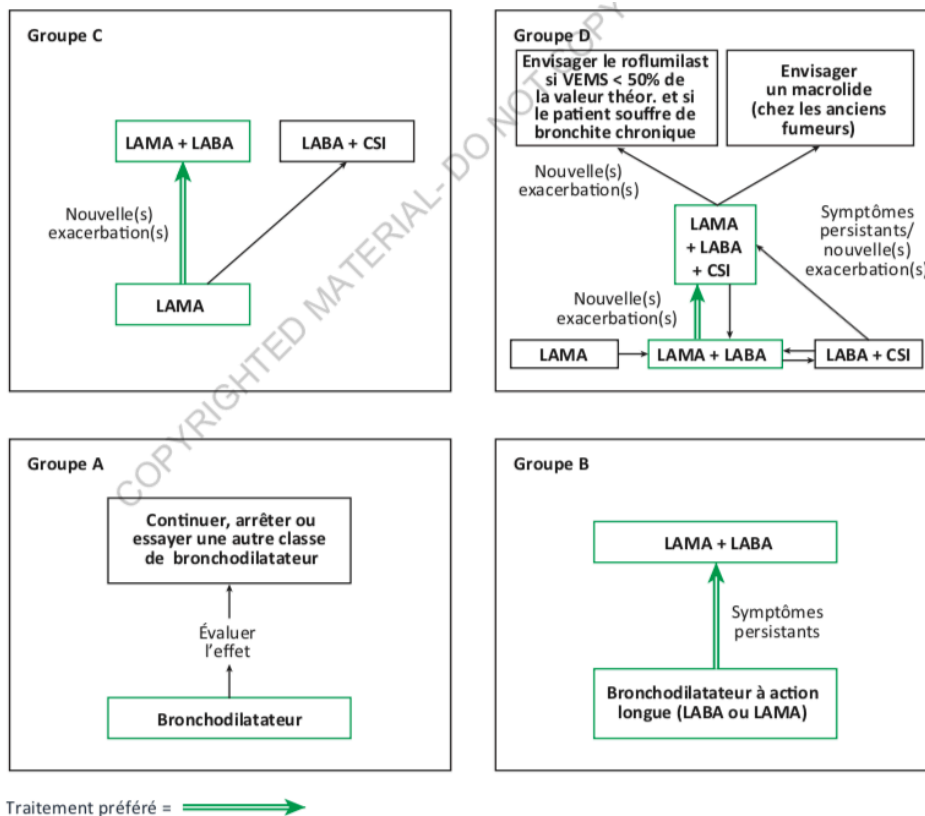 Groupe C
LAMA + LABA
LABA + CSI
Nouvelle(s)
exacerbation(s)
LAMA
Groupe D
Envisager le roflumilast
si VEMS < 50% de
la valeur théor. et si
le patient souffre de
bronchite chronique
Envisager
un macrolide
(chez les anciens
fumeurs)
Nouvelle(s)
exacerbation(s)
LAMA
+ LABA
+ CSI
Symptômes
persistants/
nouvelle(s)
exacerbation(s)
Nouvelle(s)
exacerbation(s)
LAMA
LAMA + LABA
LABA + CSI
COPYRIGHTED MATERIAL- DO NOT COPY
Groupe A
Continuer, arrêter ou
essayer une autre classe
de bronchodilatateur
Évaluer
l'effet
Bronchodilatateur
Groupe B
LAMA + LABA
Symptômes
persistants
Bronchodilatateur à action
longue (LABA ou LAMA)
Traitement préféré =